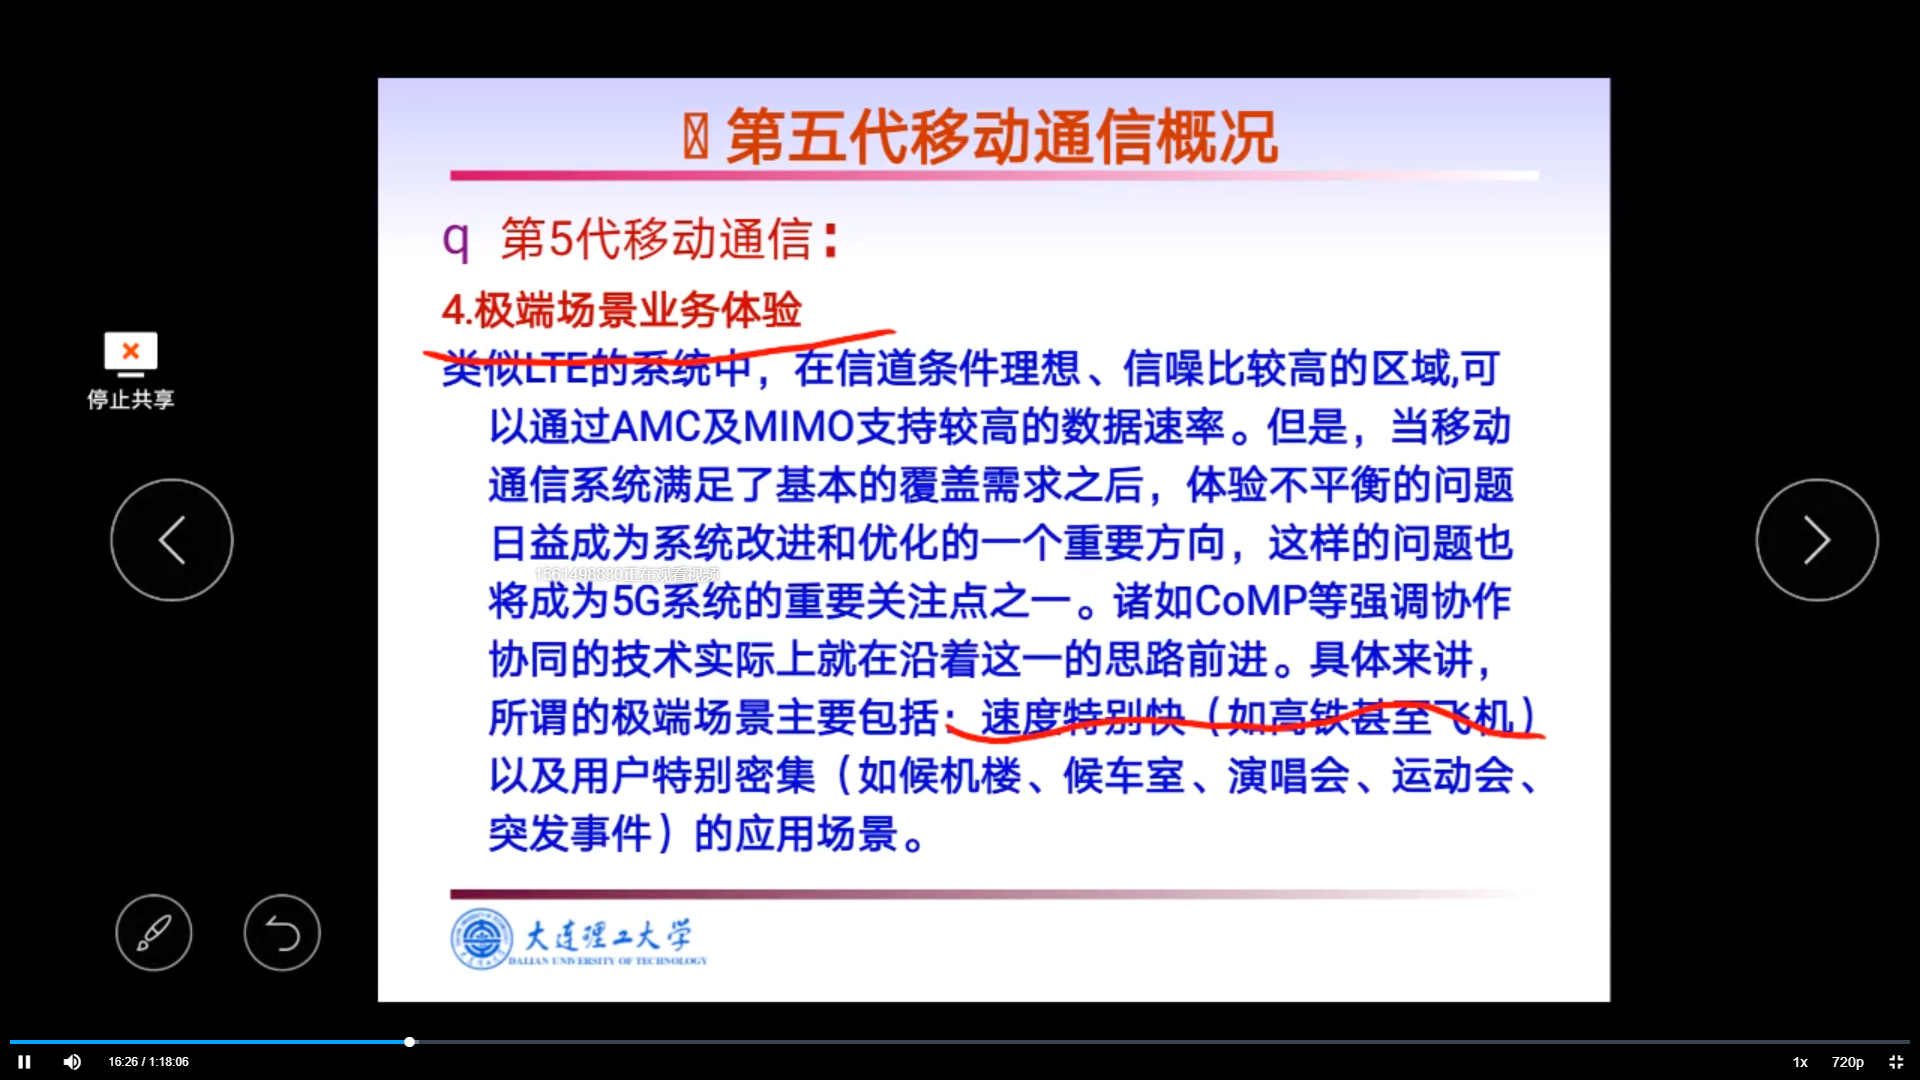 第五代移动通信概况
q 第5代移动通信：
4.极端场景业务体验
类似LTE的系统中，在信道条件理想、信噪比较高的区域,可
以通过AMC及MIMO支持较高的数据速率。但是，当移动
通信系统满足了基本的覆盖需求之后，体验不平衡的问题
日益成为系统改进和优化的一个重要方向，这样的问题也
1561498830正在观看视频
将成为5G系统的重要关注点之一。诸如CoMP等强调协作
协同的技术实际上就在沿着这一的思路前进。具体来讲，
所谓的极端场景主要包括：速度特别快（如高铁甚至飞机）
以及用户特别密集（如候机楼、候车室、演唱会、运动会、
突发事件）的应用场景。
停止共享
大连理工大学
DALIAN UNIVERSITY OF TECHNOLOGY
16:26 / 1:18:06
1x
720p